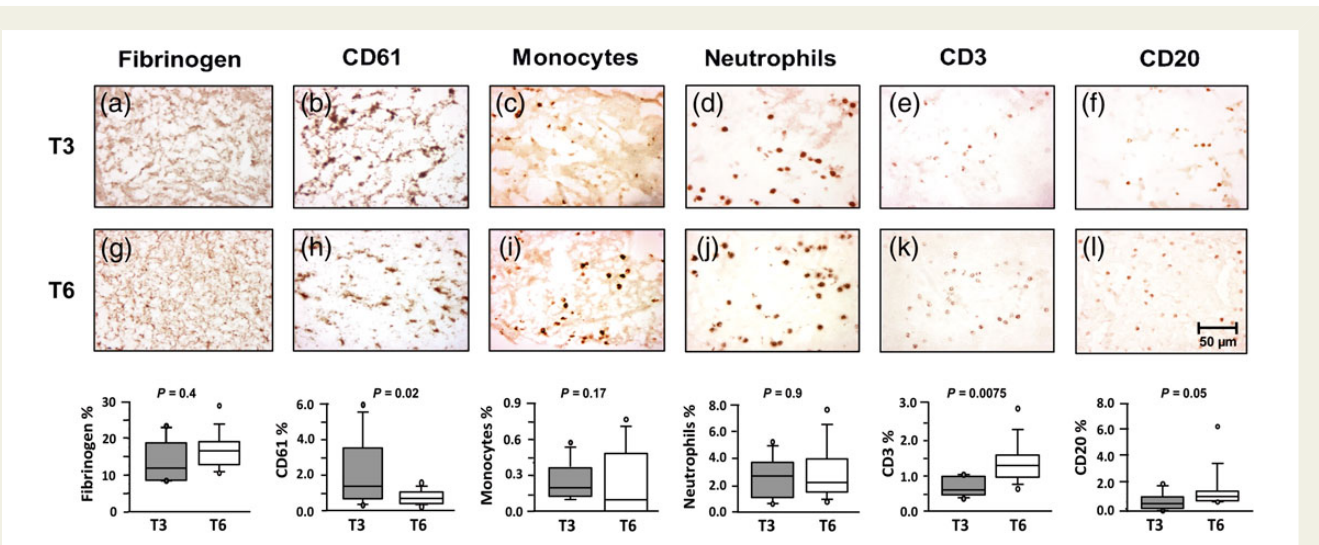 Fibrinogen CD61 Monocytes Neutrophils CD3 CD20
T3 (a) (b) (c) (d) (e) (f)
T6 (g) (h) (i) (j) (k) (l)
50 µm
P = 0.4
Fibrinogen %
30
20
10
0
T3 T6
P = 0.02
CD61 %
6.0
4.0
2.0
0.0
T3 T6
P = 0.17
Monocytes %
0.9
0.6
0.3
0.0
T3 T6
P = 0.9
Neutrophils %
8.0
6.0
4.0
2.0
0.0
T3 T6
P = 0.0075
CD3 %
3.0
2.0
1.0
0.0
T3 T6
P = 0.05
CD20 %
8.0
6.0
4.0
2.0
0.0
T3 T6